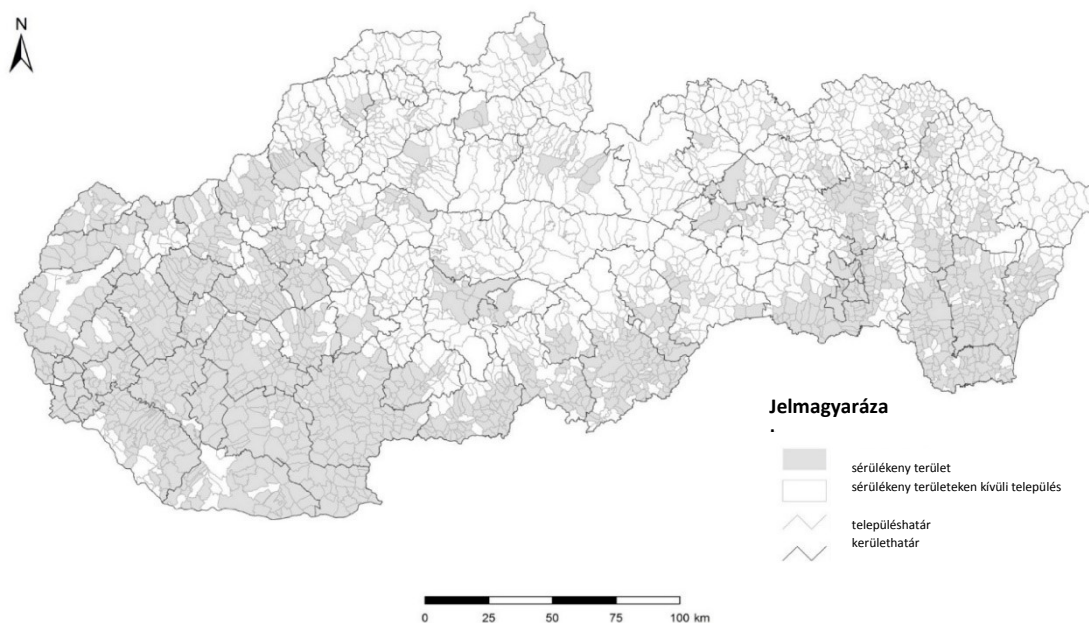 N
Jelmagyaráza
.
sérülékeny terület
sérülékeny területeken kívüli település
településhatár
kerülethatár
0 25 50 75 100 km